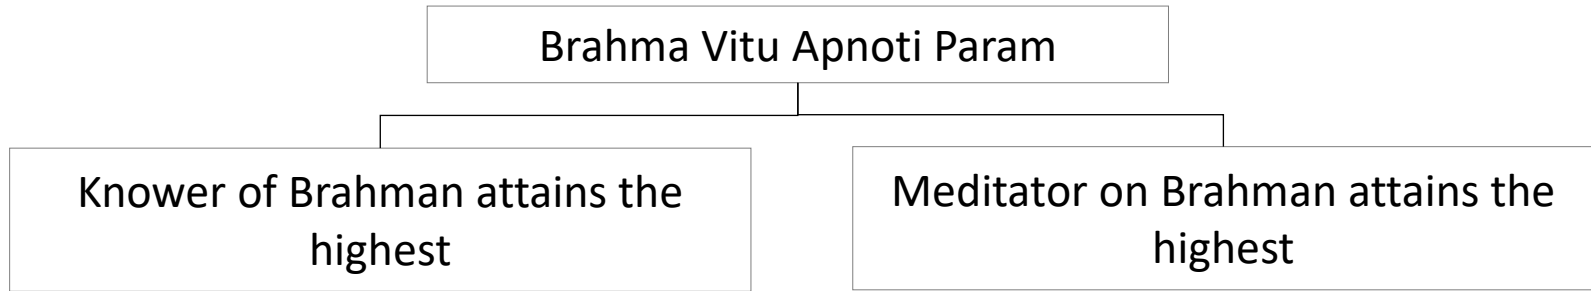 Brahma Vitu Apnoti Param
Knower of Brahman attains the
highest
Meditator on Brahman attains the
highest